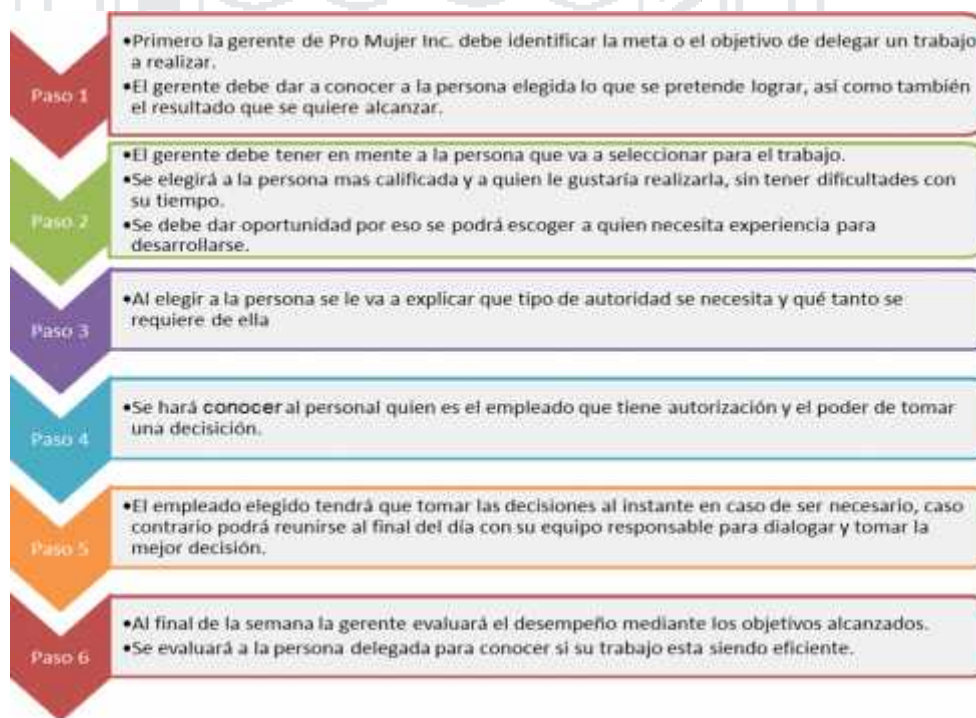 Paso 1
•Primero la gerente de Pro Mujer Inc. debe identificar la meta o el objetivo de delegar un trabajo
a realizar.
•El gerente debe dar a conocer a la persona elegida lo que se pretende lograr, así como también
el resultado que se quiere alcanzar.
Paso 2
•El gerente debe tener en mente a la persona que va a seleccionar para el trabajo.
•Se elegirá a la persona mas calificada y a quien le gustaría realizarla, sin tener dificultades con
su tiempo.
•Se debe dar oportunidad por eso se podrá escoger a quien necesita experiencia para
desarrollarse.
Paso 3
•Al elegir a la persona se le va a explicar que tipo de autoridad se necesita y qué tanto se
requiere de ella
Paso 4
•Se hará conocer al personal quien es el empleado que tiene autorización y el poder de tomar
una decisición.
Paso 5
•El empleado elegido tendrá que tomar las decisiones al instante en caso de ser necesario, caso
contrario podrá reunirse al final del día con su equipo responsable para dialogar y tomar la
mejor decisión.
Paso 6
•Al final de la semana la gerente evaluará el desempeño mediante los objetivos alcanzados.
•Se evaluará a la persona delegada para conocer si su trabajo esta siendo eficiente.